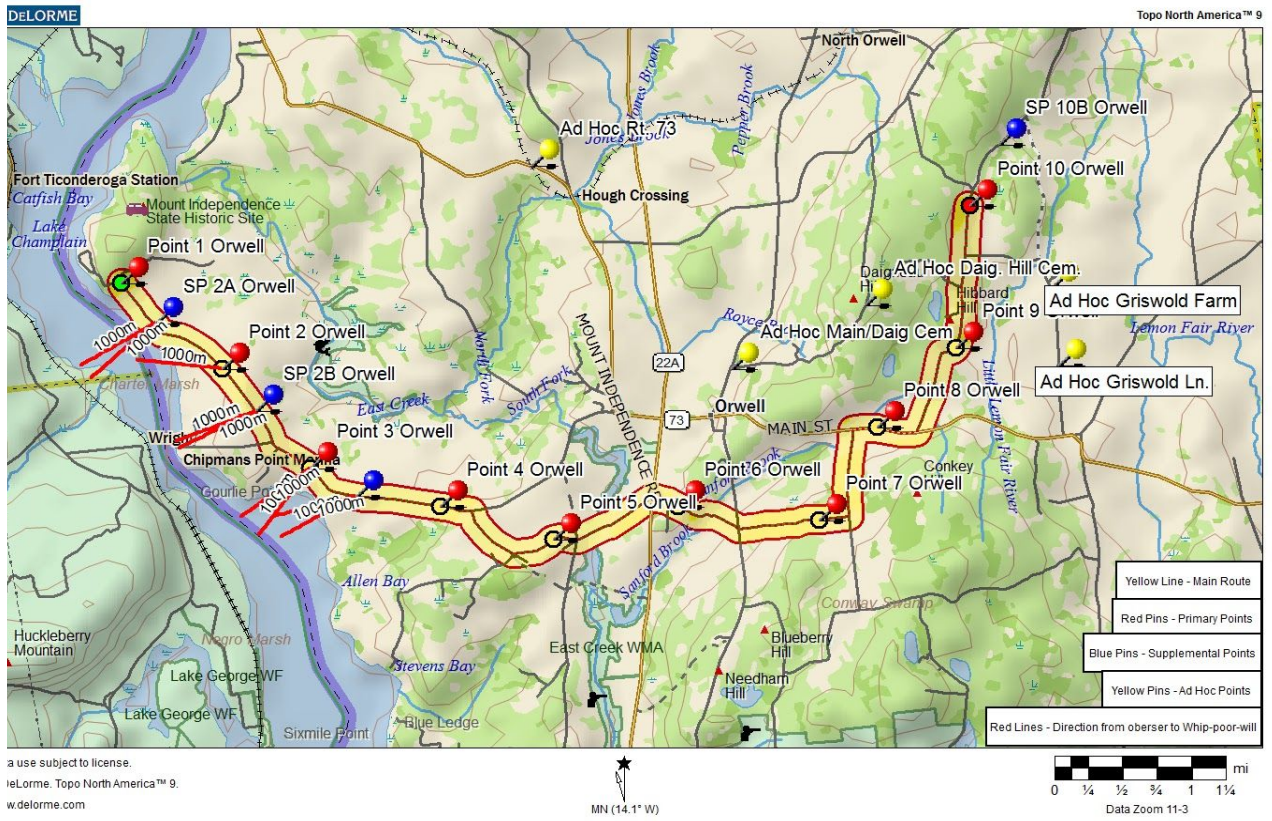 DELORME
Topo North America™ 9
North Orwell
Jones Brook
Pepper Brook
SP 10B Orwell
Ad Hoc Rt. 73
Jones Brook
Point 10 Orwell
Fort Ticonderoga Station
Catfish Bay
Hough Crossing
Mount Independence
State Historic Site
Lake
Champlain
Point 1 Orwell
Ad Hoc Daig. Hill Cem.
SP 2A Orwell
Hibbard
Hill
Ad Hoc Griswold Farm
Point 9 Orwell
MOUNT INDEPENDENCE
Ad Hoc Main/Daig Cem
Lemon Fair River
1000m
1000m
Point 2 Orwell
1000m
22A
North Fork
SP 2B Orwell
South Fork
Charter Marsh
Ad Hoc Griswold Ln.
Point 8 Orwell
East Creek
Orwell
Little Lemon Fair River
1000m
1000m
73
MAIN ST
Point 3 Orwell
Chipmans Point
Point 4 Orwell
Point 6 Orwell
Conkey
Point 7 Orwell
1000m
1000m
Point 5 Orwell
Sanford Brook
Allen Bay
Conway Swamp
Yellow Line - Main Route
Red Pins - Primary Points
Huckleberry
Mountain
Negro Marsh
Blueberry
Hill
East Creek WMA
Blue Pins - Supplemental Points
Stevens Bay
Lake George WF
Needham
Hill
Yellow Pins - Ad Hoc Points
Lake George WF
Blue Ledge
Sixmile Point
Red Lines - Direction from oberser to Whip-poor-will
a use subject to license.
DeLorme. Topo North America™ 9.
w.delorme.com
MN (14.1° W)
mi
0 ¼ ½ ¾ 1 1¼
Data Zoom 11-3